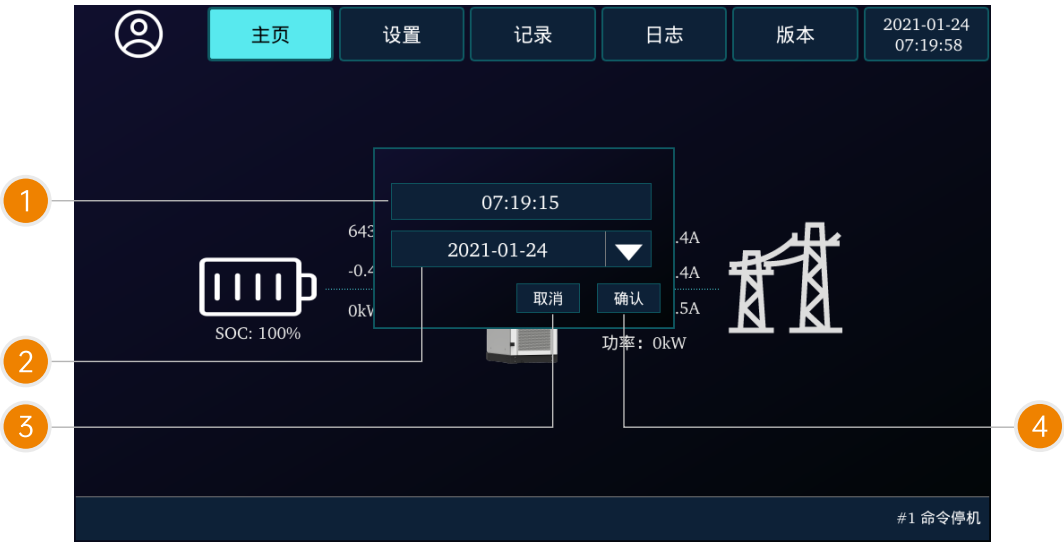 主页
设置
记录
日志
版本
2021-01-24
07:19:58
1
07:19:15
643
.4A
2021-01-24
-0.4
.4A
取消
确认
0kW
.5A
SOC: 100%
功率：0kW
2
3
4
#1 命令停机